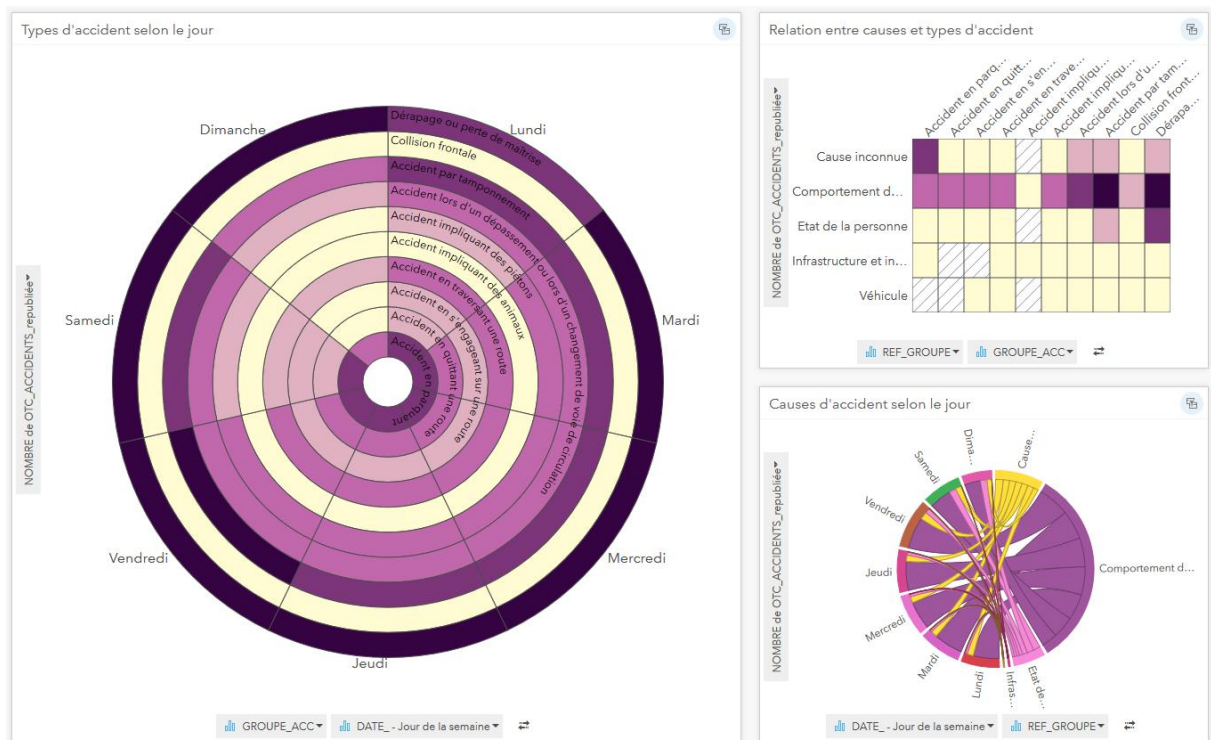 Types d'accident selon le jour
NOMBRE de OTC_ACCIDENTS_republiée
Dimanche
Lundi
Samedi
Mardi
Vendredi
Mercredi
Jeudi
Dérapage ou perte de maîtrise
Collision frontale
Accident par tamponnement
Accident lors d'un dépassement ou lors d'un changement de voie de circulation
Accident impliquant des piétons
Accident impliquant des animaux
Accident en traversant une route
Accident en s'engageant sur une route
Accident en quittant une route
Accident en parquant
GROUPE_ACC
DATE_ - Jour de la semaine
Relation entre causes et types d'accident
NOMBRE de OTC_ACCIDENTS_republiée
Accident en parq...
Accident en quitt...
Accident en s'en...
Accident en trave...
Accident impliqu...
Accident impliqu...
Accident lors d'u...
Accident par tam...
Collision front...
Dérapa...
Cause inconnue
Comportement d...
Etat de la personne
Infrastructure et in...
Véhicule
REF_GROUPE
GROUPE_ACC
Causes d'accident selon le jour
NOMBRE de OTC_ACCIDENTS_republiée
Dima...
Cause...
Samedi
Vendredi
Jeudi
Comportement d...
Mercredi
Mardi
Lundi
Infras...
Etat de...
DATE_ - Jour de la semaine
REF_GROUPE